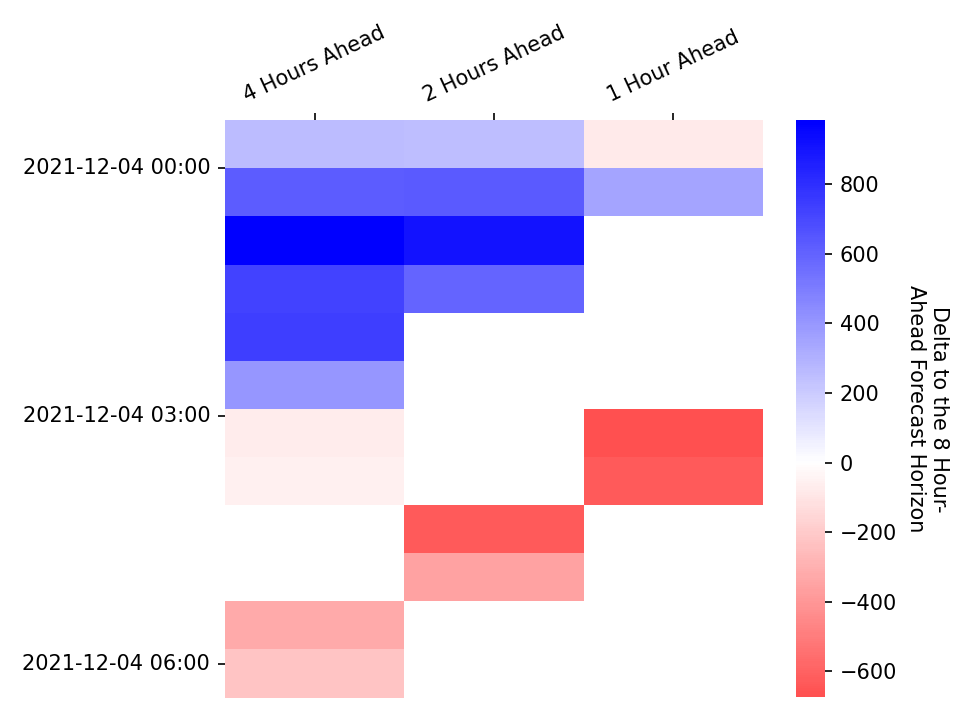 4 Hours Ahead
2 Hours Ahead
1 Hour Ahead
2021-12-04 00:00
2021-12-04 03:00
2021-12-04 06:00
800
600
400
200
0
−200
−400
−600
Delta to the 8 Hour-
Ahead Forecast Horizon